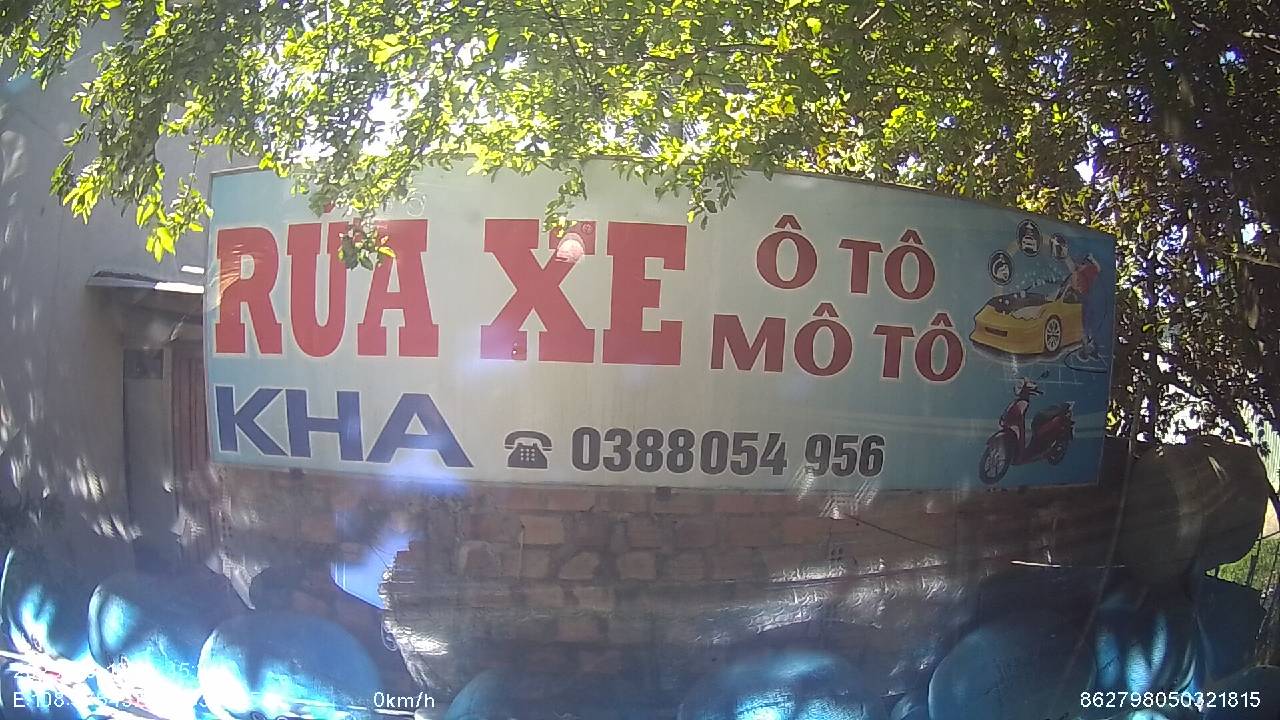 RỬA XE
Ô TÔ
MÔ TÔ
KHA
0388054 956
0km/h
862798050321815